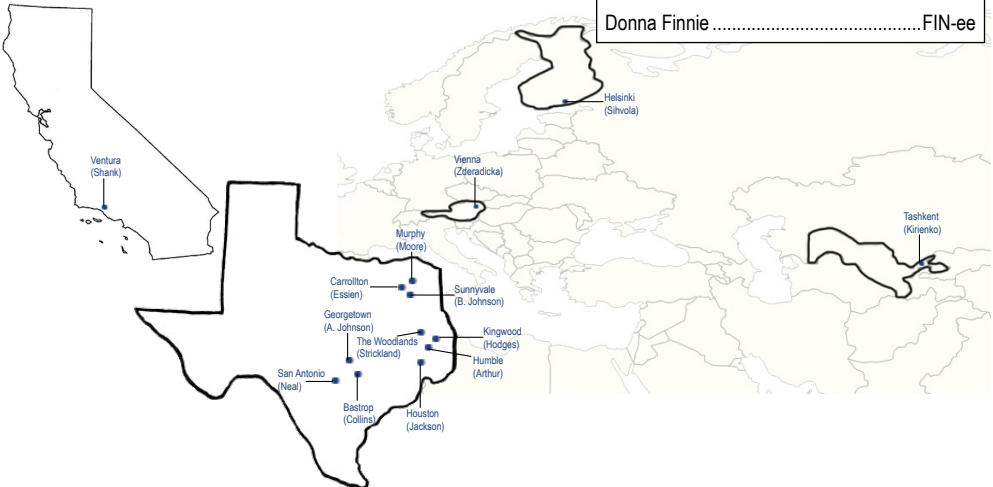 Donna Finnie ............................................FIN-ee
Helsinki
(Sihvola)
Ventura
(Shank)
Vienna
(Zderadicka)
Tashkent
(Kirienko)
Murphy
(Moore)
Carrollton
(Essien)
Sunnyvale
(B. Johnson)
Georgetown
(A. Johnson)
The Woodlands
(Strickland)
Kingwood
(Hodges)
Humble
(Arthur)
San Antonio
(Neal)
Bastrop
(Collins)
Houston
(Jackson)